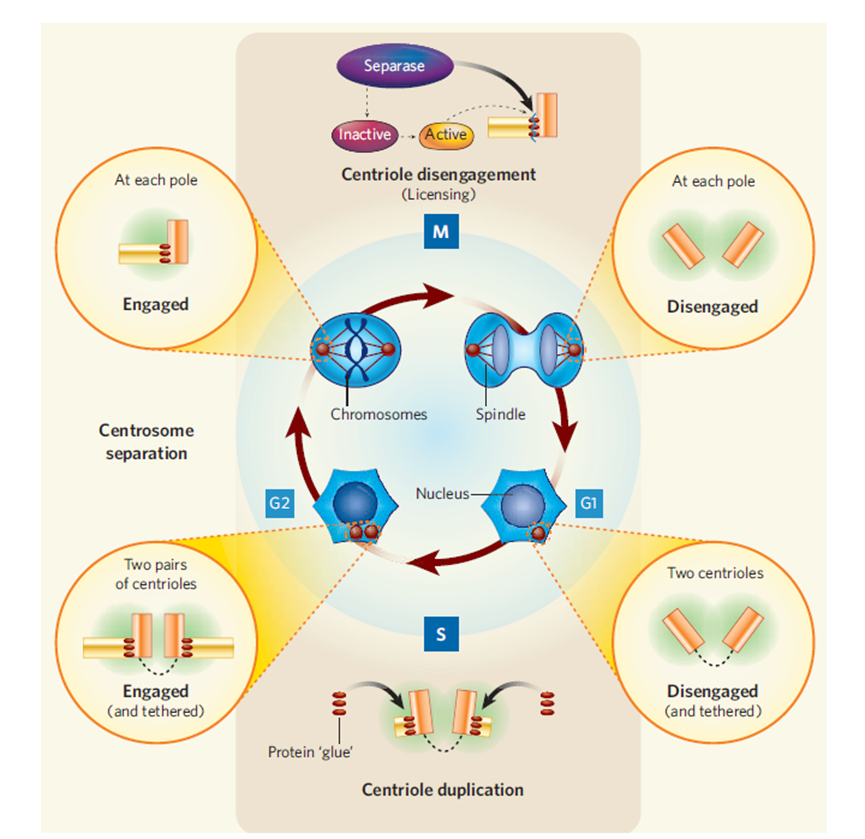 Separase
Inactive
Active
Centriole disengagement
(Licensing)
M
At each pole
Engaged
At each pole
Disengaged
Chromosomes
Spindle
Centrosome
separation
G2
Nucleus
G1
Two pairs
of centrioles
Engaged
(and tethered)
Two centrioles
Disengaged
(and tethered)
S
Protein ‘glue’
Centriole duplication